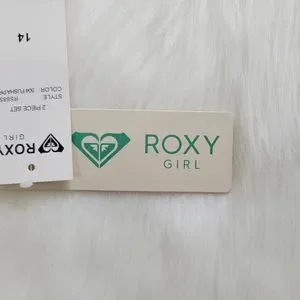 ROXY
GIRL
ROXY
GIRL
2 PIECE SET
STYLE:
COLOR:
14